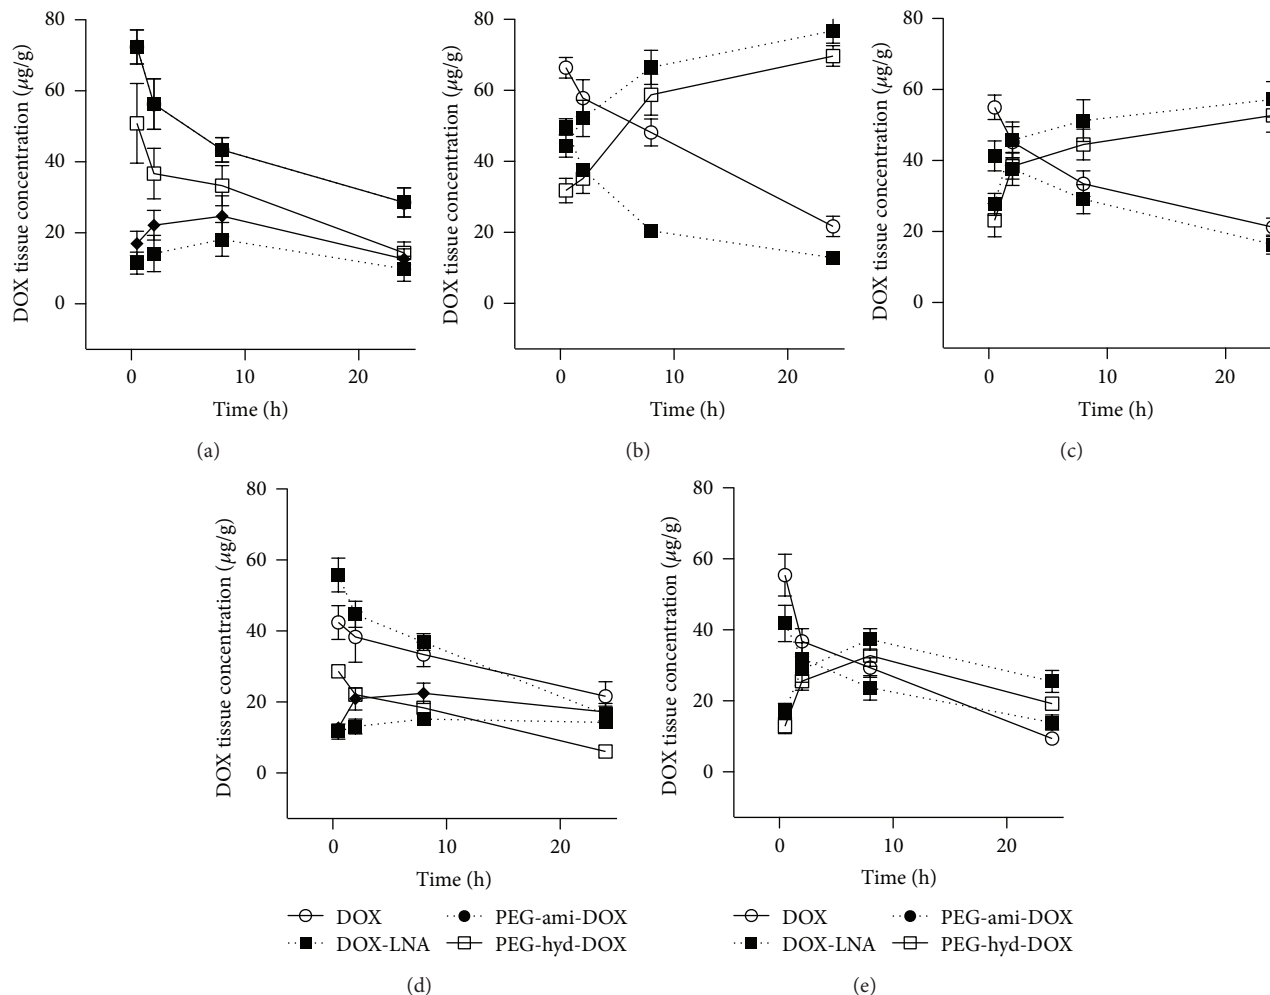 DOX tissue concentration (μg/g)
80
60
40
20
0
0
10
20
Time (h)
(a)
DOX tissue concentration (μg/g)
80
60
40
20
0
0
10
20
Time (h)
(b)
DOX tissue concentration (μg/g)
80
60
40
20
0
0
10
20
Time (h)
(c)
DOX tissue concentration (μg/g)
80
60
40
20
0
0
10
20
Time (h)
DOX
PEG-ami-DOX
DOX-LNA
PEG-hyd-DOX
(d)
DOX tissue concentration (μg/g)
80
60
40
20
0
0
10
20
Time (h)
DOX
PEG-ami-DOX
DOX-LNA
PEG-hyd-DOX
(e)